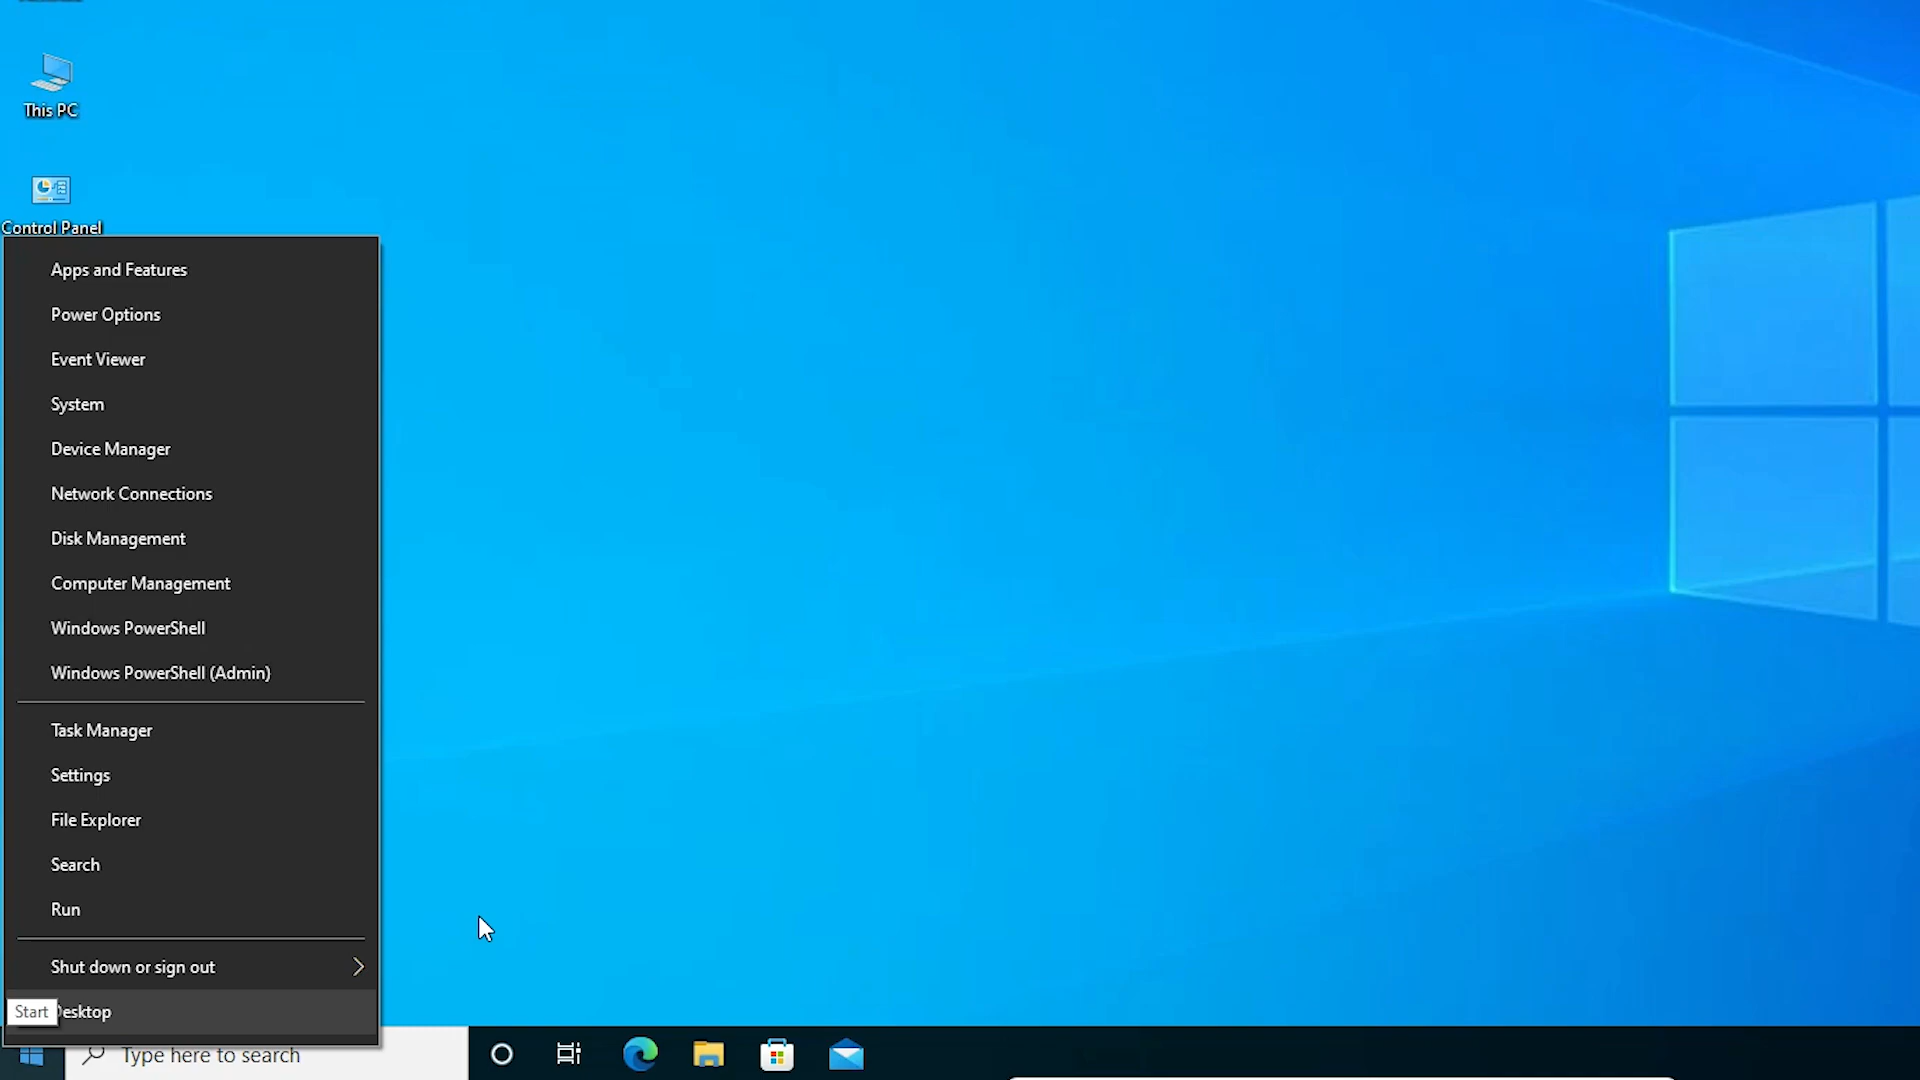 This PC
Control Panel
Apps and Features
Power Options
Event Viewer
System
Device Manager
Network Connections
Disk Management
Computer Management
Windows PowerShell
Windows PowerShell (Admin)
Task Manager
Settings
File Explorer
Search
Run
Shut down or sign out
Start
Desktop
Type here to search